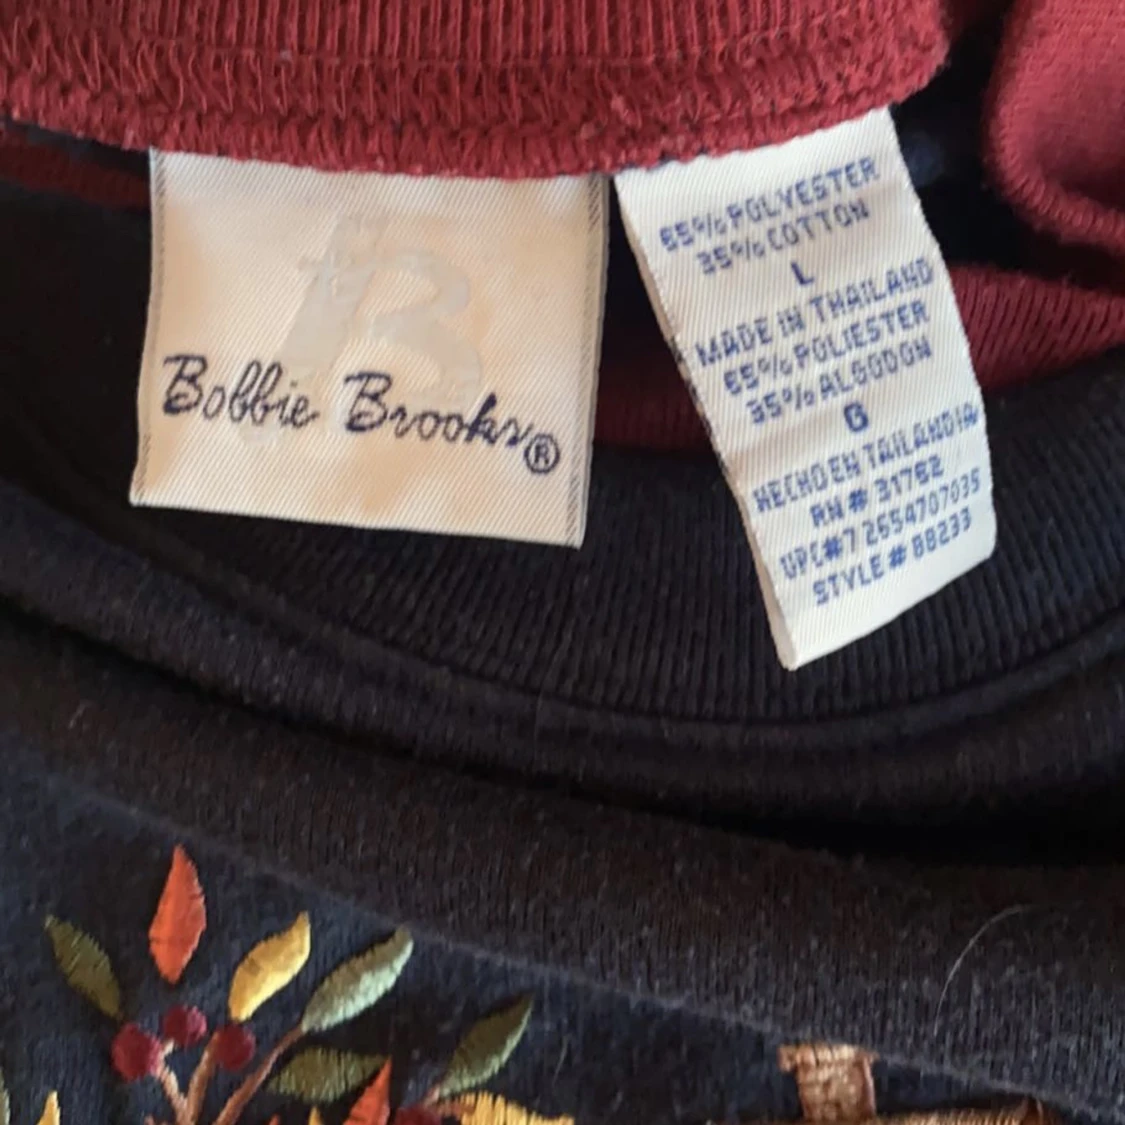 B
Bobbie Brooks®
65% POLYESTER
35% COTTON
L
MADE IN THAILAND
65% POLIESTER
35% ALGODON
G
HECHO EN TAILANDIA
RN # 31762
UPC#7 2654707035
STYLE # 88233